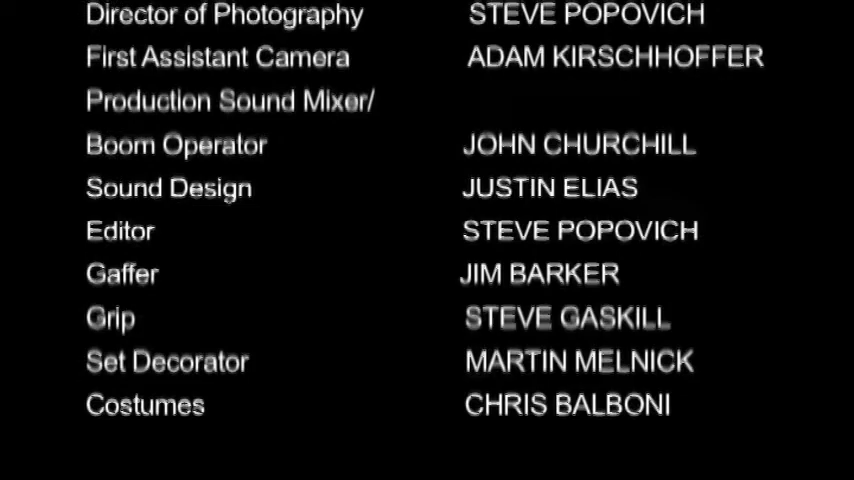 Director of Photography STEVE POPOVICH
First Assistant Camera ADAM KIRSCHHOFFER
Production Sound Mixer/
Boom Operator JOHN CHURCHILL
Sound Design JUSTIN ELIAS
Editor STEVE POPOVICH
Gaffer JIM BARKER
Grip STEVE GASKILL
Set Decorator MARTIN MELNICK
Costumes CHRIS BALBONI